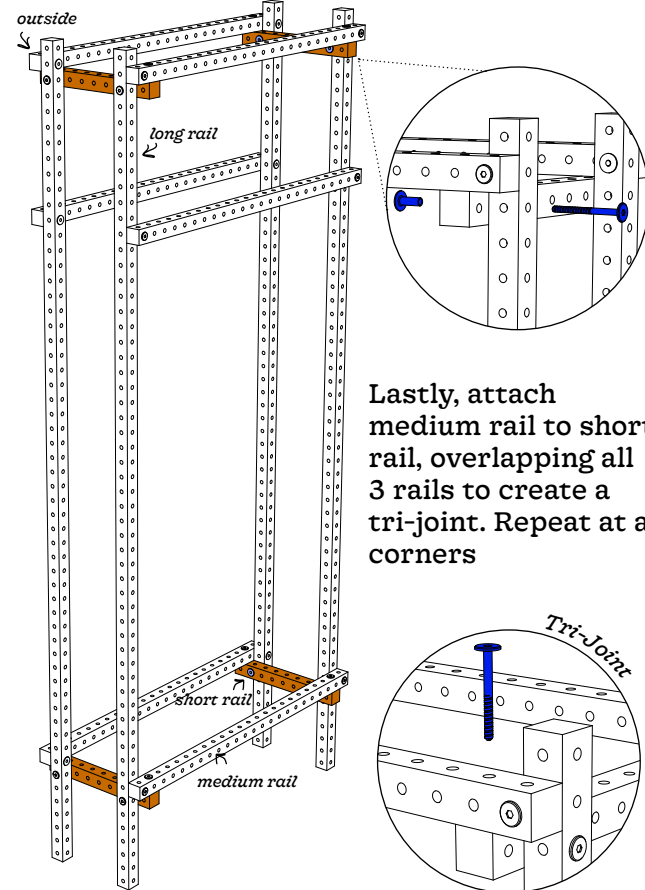 outside
long rail
Lastly, attach
medium rail to short
rail, overlapping all
3 rails to create a
tri-joint. Repeat at a
corners
Tri-Joint
short rail
medium rail